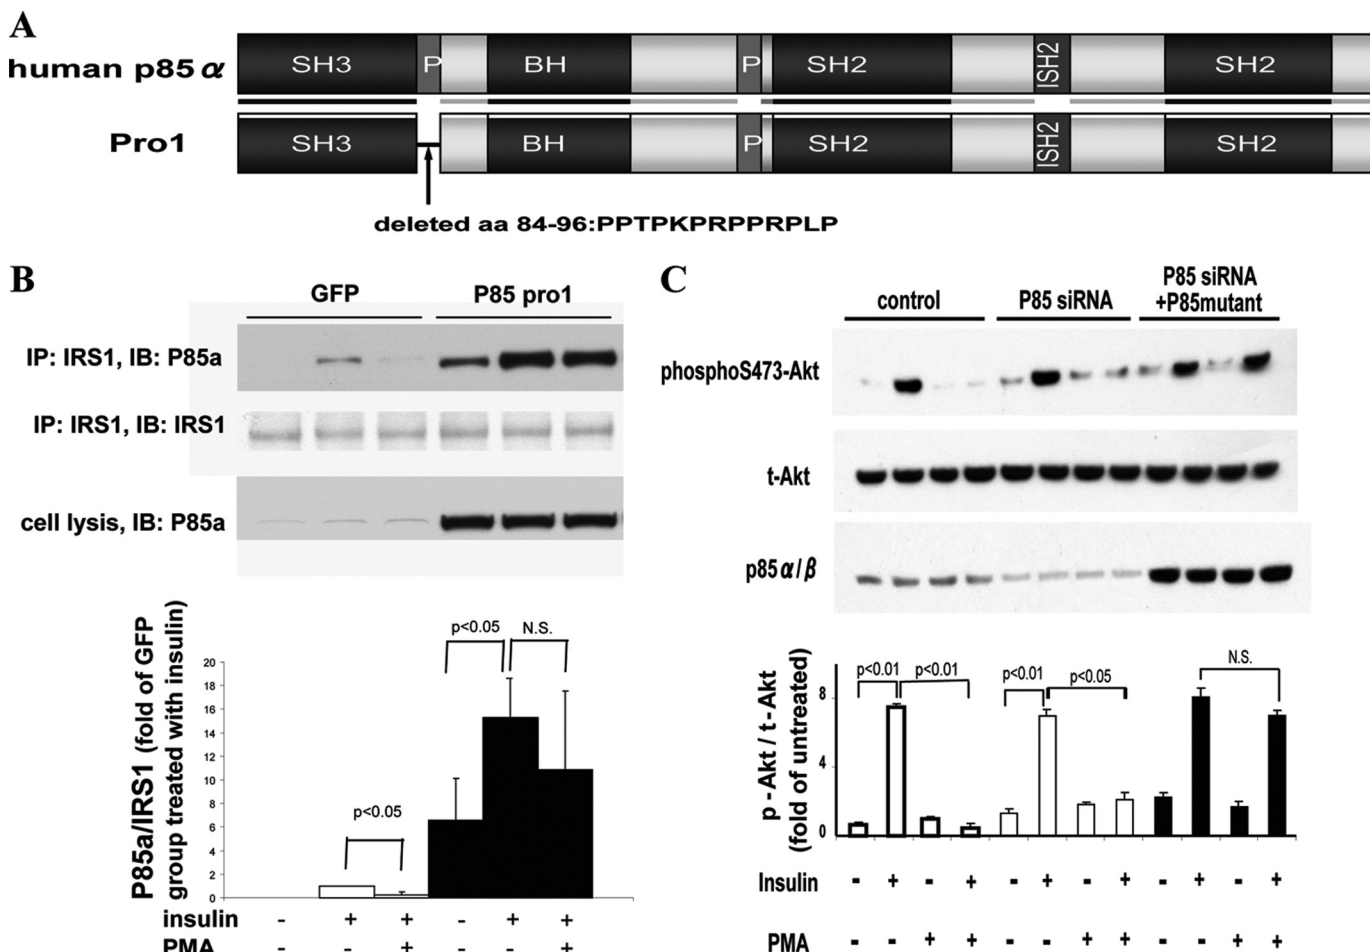 A
human p85α
SH3 P BH P SH2 ISH2 SH2
Pro1
SH3 BH P SH2 ISH2 SH2
deleted aa 84-96:PPTPKPRPPRPLP
B
GFP P85 pro1
IP: IRS1, IB: P85a
IP: IRS1, IB: IRS1
cell lysis, IB: P85a
P85a/IRS1 (fold of GFP
group treated with insulin)
20
18
16
14
12
10
8
6
4
2
0
p<0.05
p<0.05
N.S.
insulin - + + - + +
PMA - - + - - +
C
control P85 siRNA P85 siRNA
+P85mutant
phosphoS473-Akt
t-Akt
p85α/β
p-Akt / t-Akt
(fold of untreated)
8
4
0
p<0.01 p<0.01 p<0.01 p<0.05 N.S.
Insulin - + - + - + - + - + - +
PMA - - + + - - + + - - + +